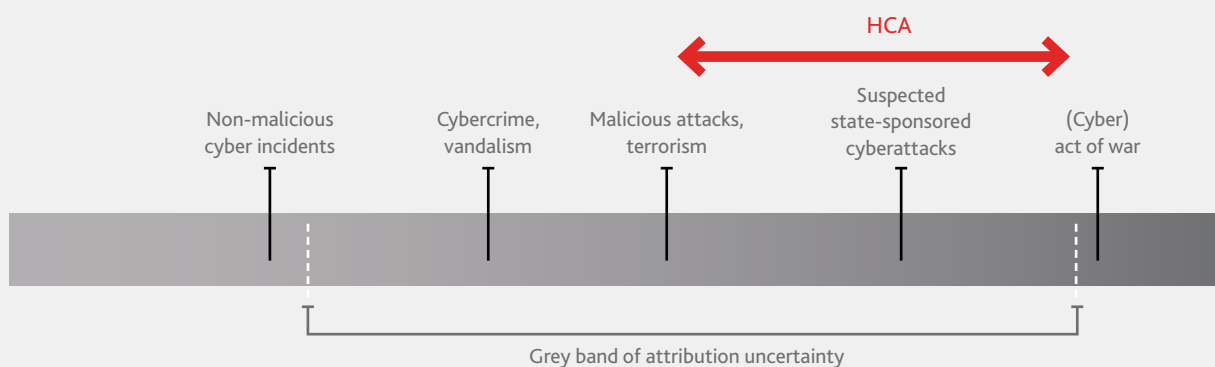 HCA
Non-malicious
cyber incidents
Cybercrime,
vandalism
Malicious attacks,
terrorism
Suspected
state-sponsored
cyberattacks
(Cyber)
act of war
Grey band of attribution uncertainty